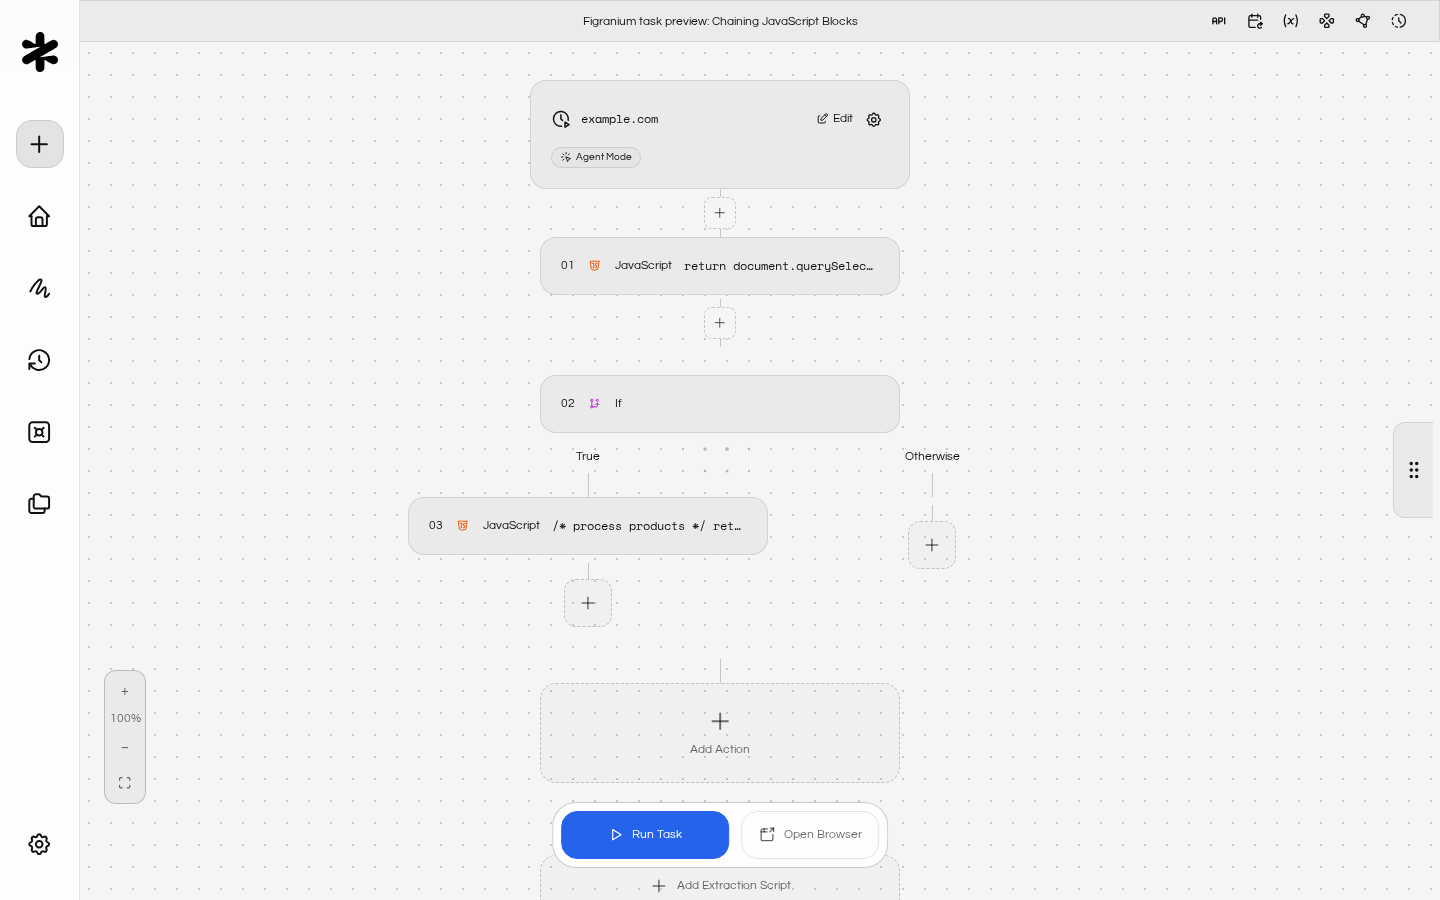 Figranium task preview: Chaining JavaScript Blocks
API
(x)
example.com
Edit
Agent Mode
01 JavaScript return document.querySelec…
02 If
True
Otherwise
03 JavaScript /* process products */ ret…
+
100%
−
Add Action
Run Task
Open Browser
Add Extraction Script